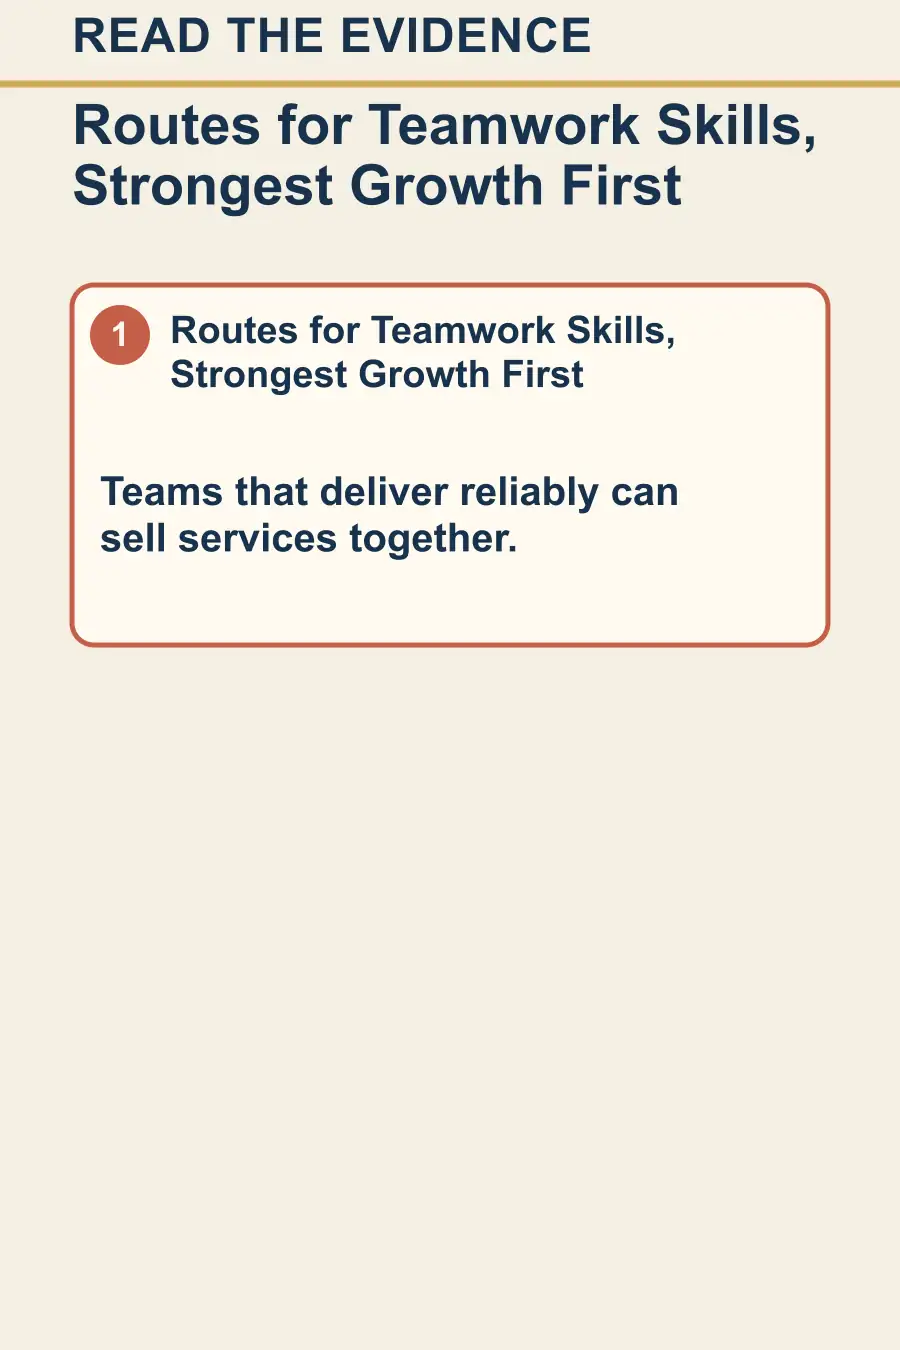 READ THE EVIDENCE
Routes for Teamwork Skills,
Strongest Growth First
1
Routes for Teamwork Skills,
Strongest Growth First
Teams that deliver reliably can
sell services together.